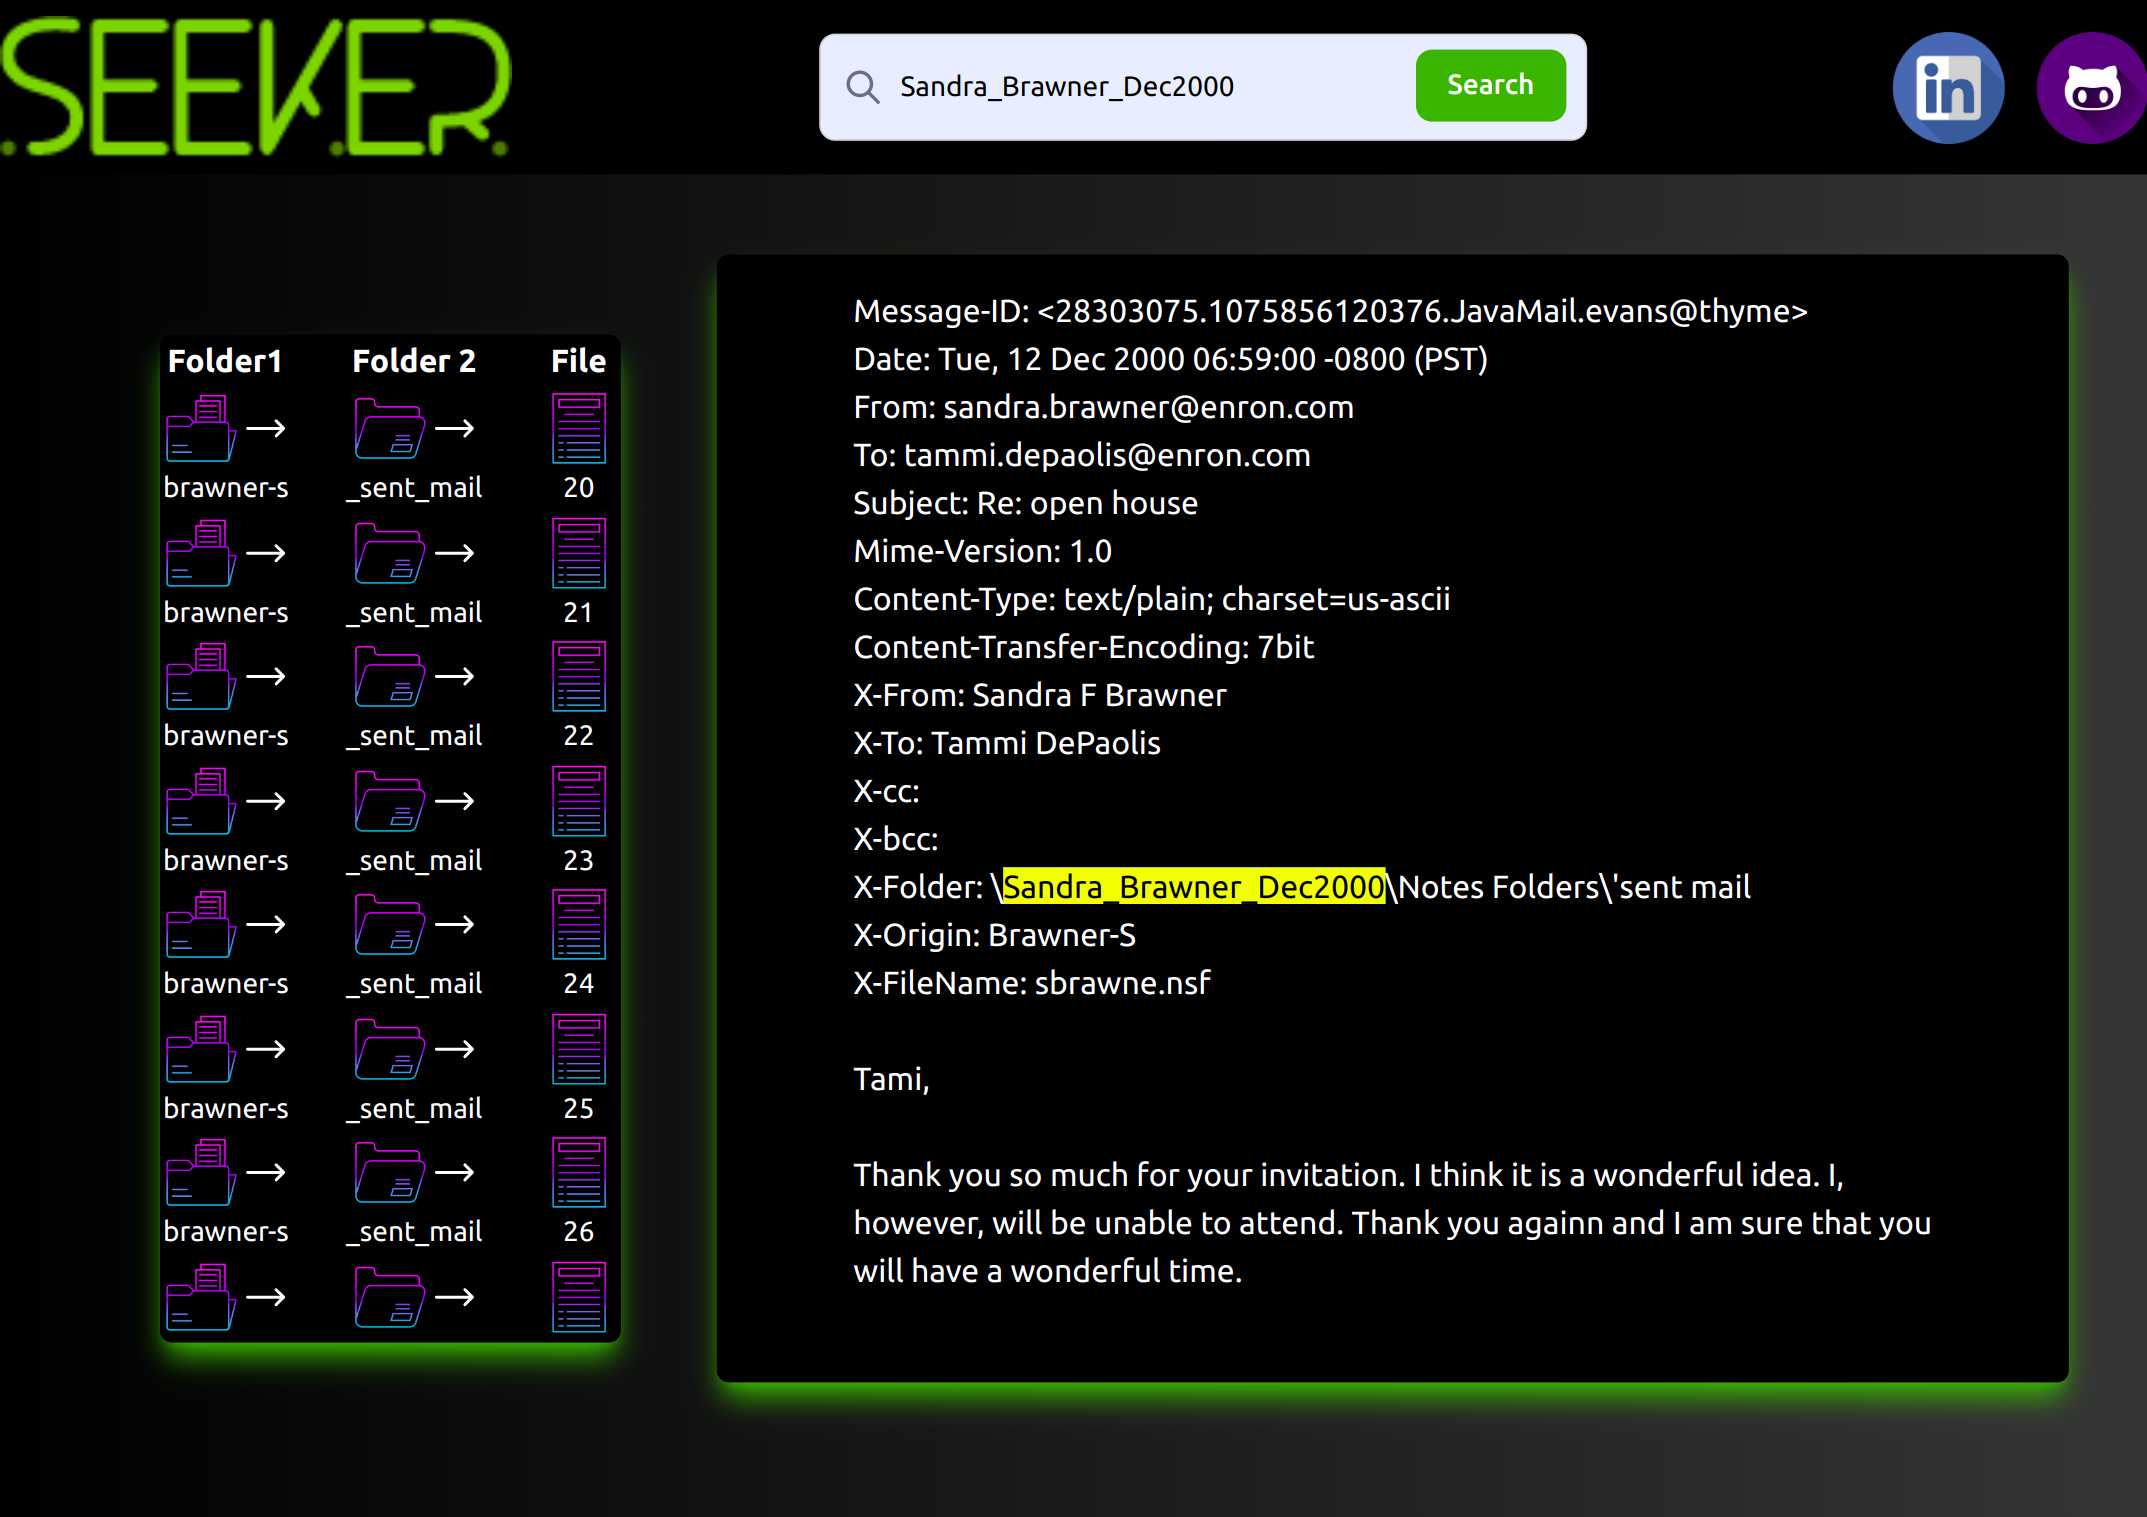 .SEEKER.
Sandra_Brawner_Dec2000
Search
in
Folder1 Folder 2 File
brawner-s _sent_mail 20
brawner-s _sent_mail 21
brawner-s _sent_mail 22
brawner-s _sent_mail 23
brawner-s _sent_mail 24
brawner-s _sent_mail 25
brawner-s _sent_mail 26
Message-ID: <28303075.1075856120376.JavaMail.evans@thyme>
Date: Tue, 12 Dec 2000 06:59:00 -0800 (PST)
From: sandra.brawner@enron.com
To: tammi.depaolis@enron.com
Subject: Re: open house
Mime-Version: 1.0
Content-Type: text/plain; charset=us-ascii
Content-Transfer-Encoding: 7bit
X-From: Sandra F Brawner
X-To: Tammi DePaolis
X-cc:
X-bcc:
X-Folder: \Sandra_Brawner_Dec2000\Notes Folders\'sent mail
X-Origin: Brawner-S
X-FileName: sbrawne.nsf
Tami,
Thank you so much for your invitation. I think it is a wonderful idea. I,
however, will be unable to attend. Thank you againn and I am sure that you
will have a wonderful time.